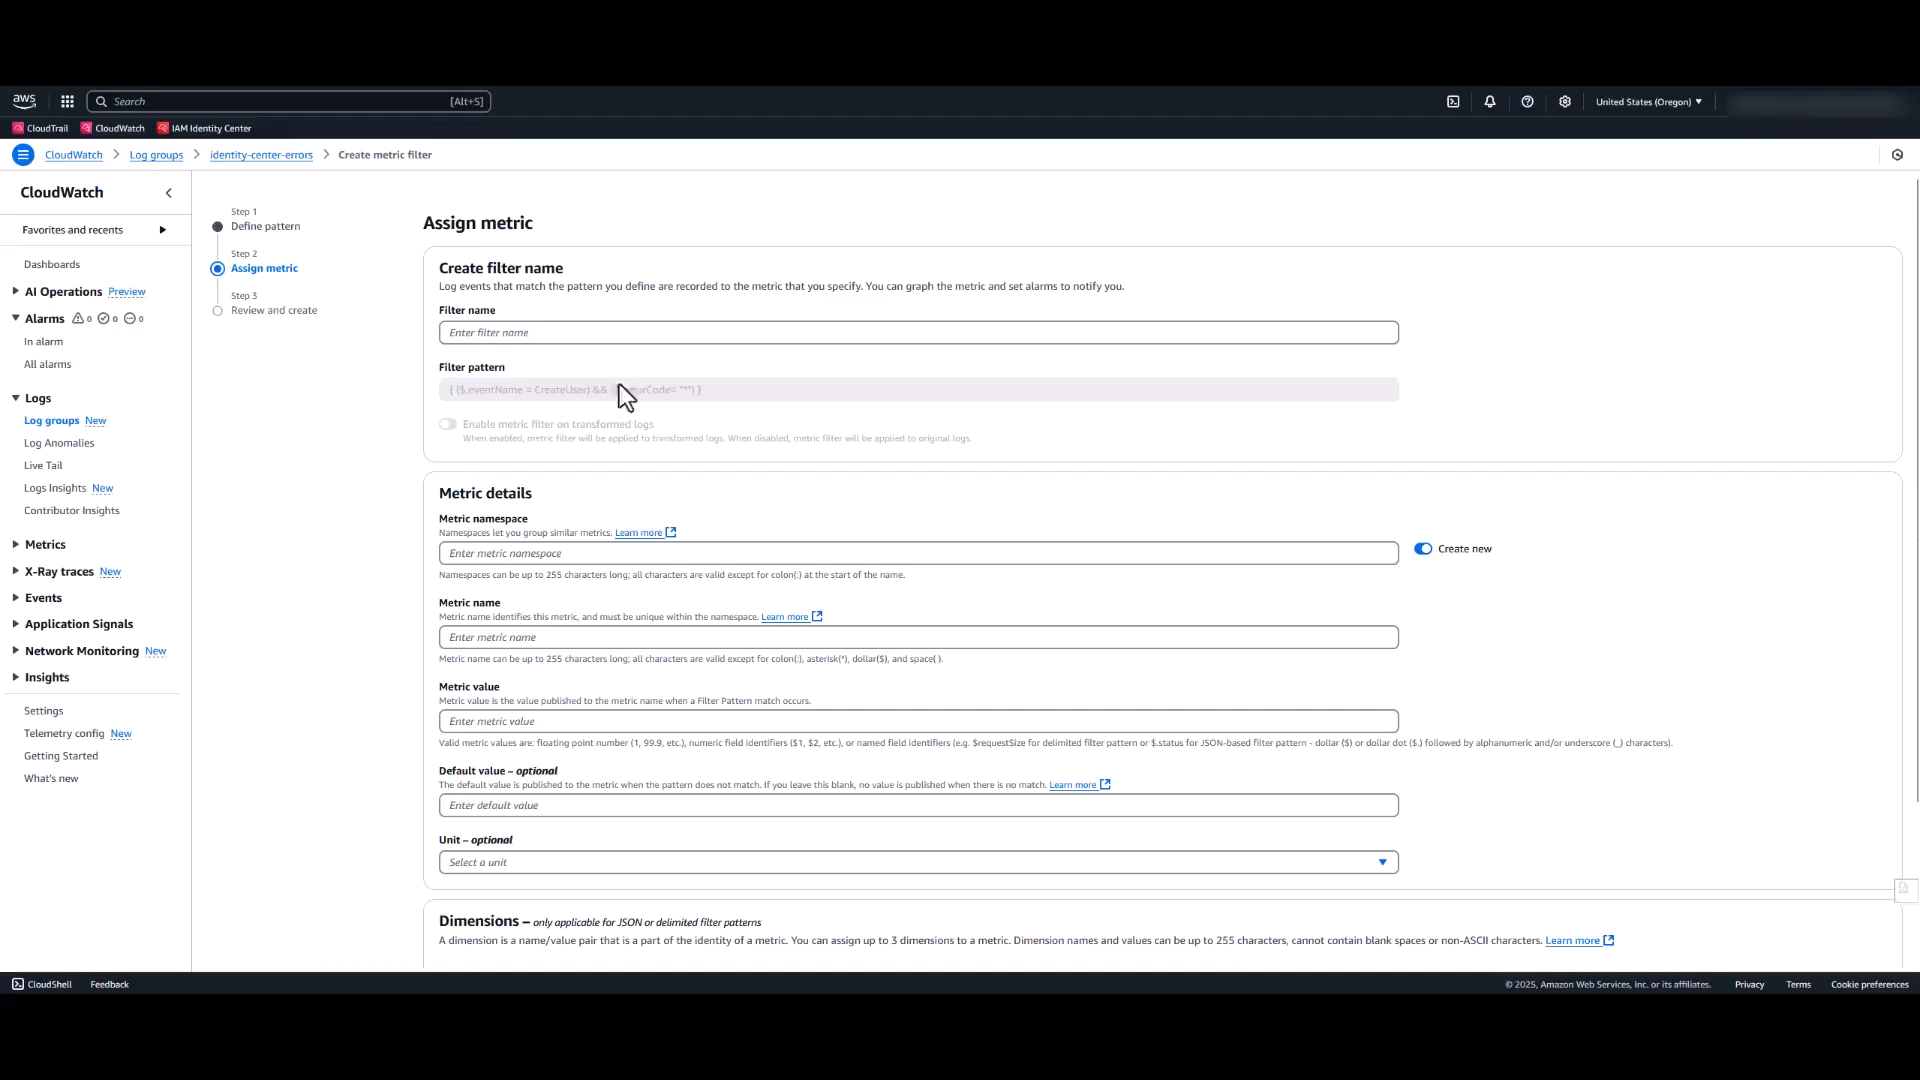 aws
Search [Alt+S]
United States (Oregon)
CloudTrail CloudWatch IAM Identity Center
CloudWatch Log groups identity-center-errors Create metric filter
CloudWatch
Favorites and recents
Dashboards
AI Operations Preview
Alarms 0 0 0
In alarm
All alarms
Logs
Log groups New
Log Anomalies
Live Tail
Logs Insights New
Contributor Insights
Metrics
X-Ray traces New
Events
Application Signals
Network Monitoring New
Insights
Settings
Telemetry config New
Getting Started
What's new
Step 1
Define pattern
Step 2
Assign metric
Step 3
Review and create
Assign metric
Create filter name
Log events that match the pattern you define are recorded to the metric that you specify. You can graph the metric and set alarms to notify you.
Filter name
Enter filter name
Filter pattern
{ ($.eventName = CreateUser) && rCode= "*") }
Enable metric filter on transformed logs
When enabled, metric filter will be applied to transformed logs. When disabled, metric filter will be applied to original logs.
Metric details
Metric namespace
Namespaces let you group similar metrics. Learn more
Enter metric namespace
Create new
Namespaces can be up to 255 characters long; all characters are valid except for colon(:) at the start of the name.
Metric name
Metric name identifies this metric, and must be unique within the namespace. Learn more
Enter metric name
Metric name can be up to 255 characters long; all characters are valid except for colon(:), asterisk(*), dollar($), and space( ).
Metric value
Metric value is the value published to the metric name when a Filter Pattern match occurs.
Enter metric value
Valid metric values are: floating point number (1, 99.9, etc.), numeric field identifiers ($1, $2, etc.), or named field identifiers (e.g. $requestSize for delimited filter pattern or $.status for JSON-based filter pattern - dollar ($) or dollar dot ($.) followed by alphanumeric and/or underscore (_) characters).
Default value – optional
The default value is published to the metric when the pattern does not match. If you leave this blank, no value is published when there is no match. Learn more
Enter default value
Unit – optional
Select a unit
Dimensions – only applicable for JSON or delimited filter patterns
A dimension is a name/value pair that is a part of the identity of a metric. You can assign up to 3 dimensions to a metric. Dimension names and values can be up to 255 characters, cannot contain blank spaces or non-ASCII characters. Learn more
CloudShell Feedback
© 2025, Amazon Web Services, Inc. or its affiliates. Privacy Terms Cookie preferences